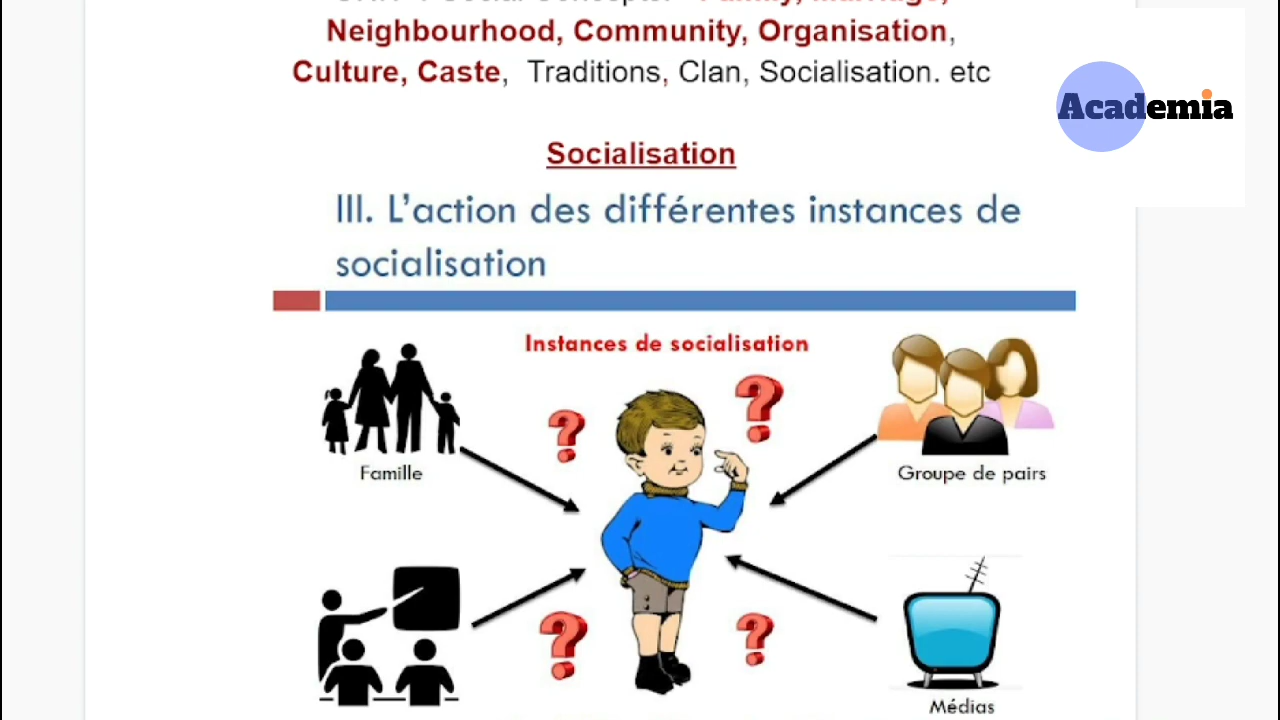 Neighbourhood, Community, Organisation,
Culture, Caste, Traditions, Clan, Socialisation. etc
Academia
Socialisation
III. L'action des différentes instances de
socialisation
Instances de socialisation
? ?
Famille
Groupe de pairs
? ?
Médias